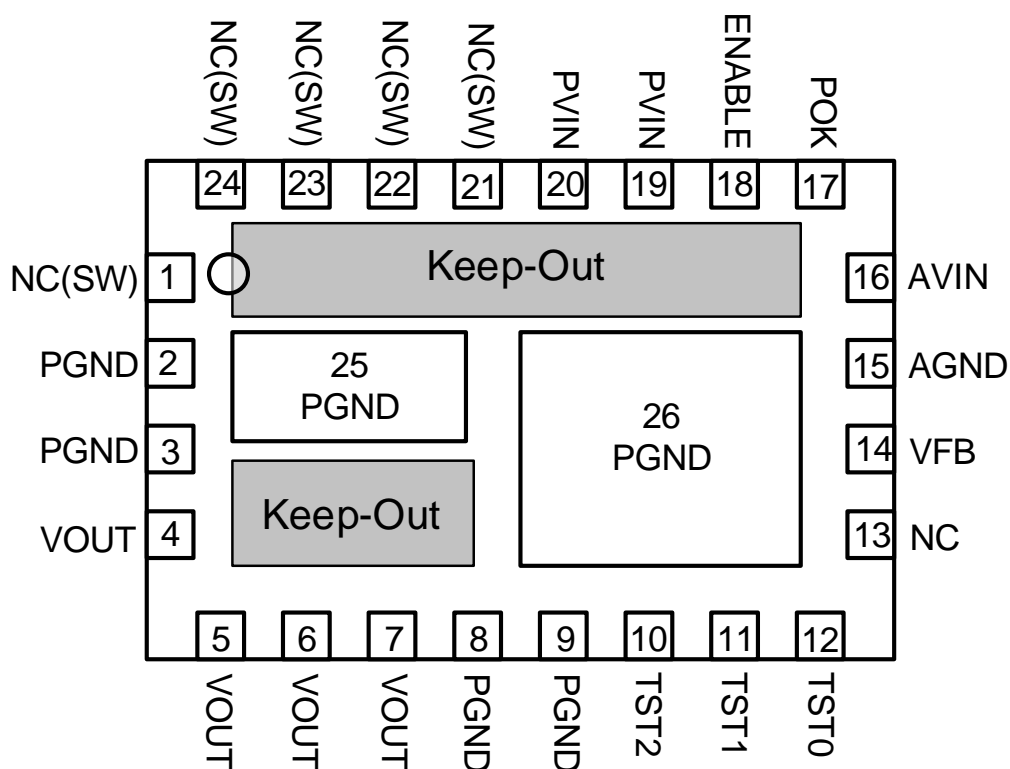 NC(SW)
NC(SW)
NC(SW)
NC(SW)
PVIN
PVIN
ENABLE
POK
24
23
22
21
20
19
18
17
NC(SW)
1
Keep-Out
16
AVIN
PGND
2
25
PGND
15
AGND
26
PGND
PGND
3
14
VFB
VOUT
4
Keep-Out
13
NC
5
6
7
8
9
10
11
12
VOUT
VOUT
VOUT
PGND
PGND
TST2
TST1
TST0